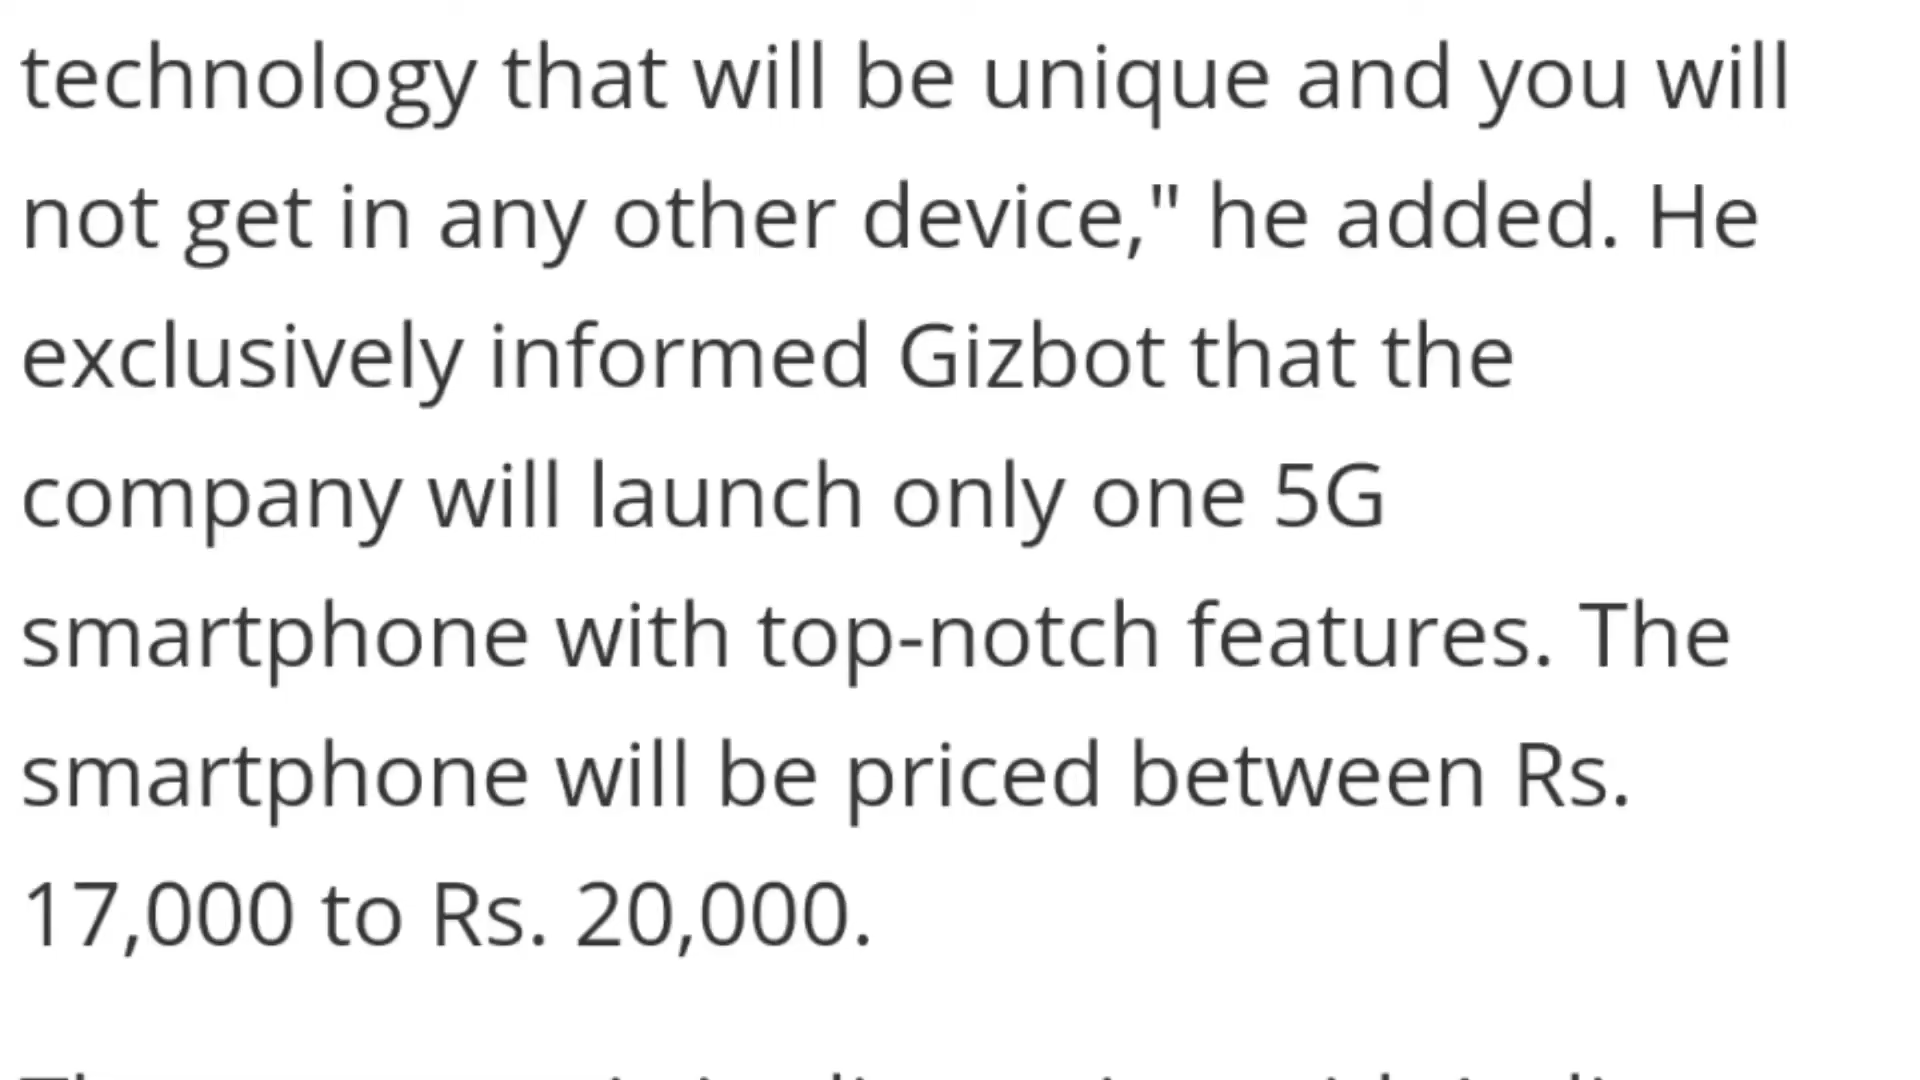 technology that will be unique and you will
not get in any other device," he added. He
exclusively informed Gizbot that the
company will launch only one 5G
smartphone with top-notch features. The
smartphone will be priced between Rs.
17,000 to Rs. 20,000.